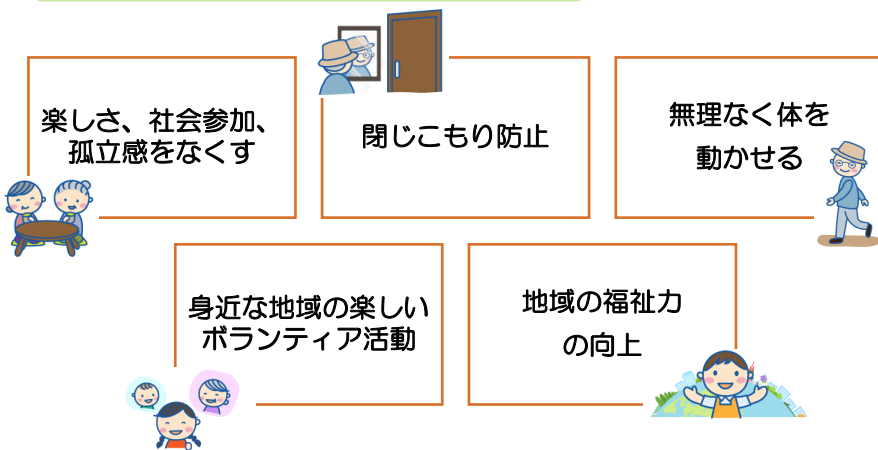 楽しさ、社会参加、
孤立感をなくす
閉じこもり防止
無理なく体を
動かせる
身近な地域の楽しい
ボランティア活動
地域の福祉力
の向上